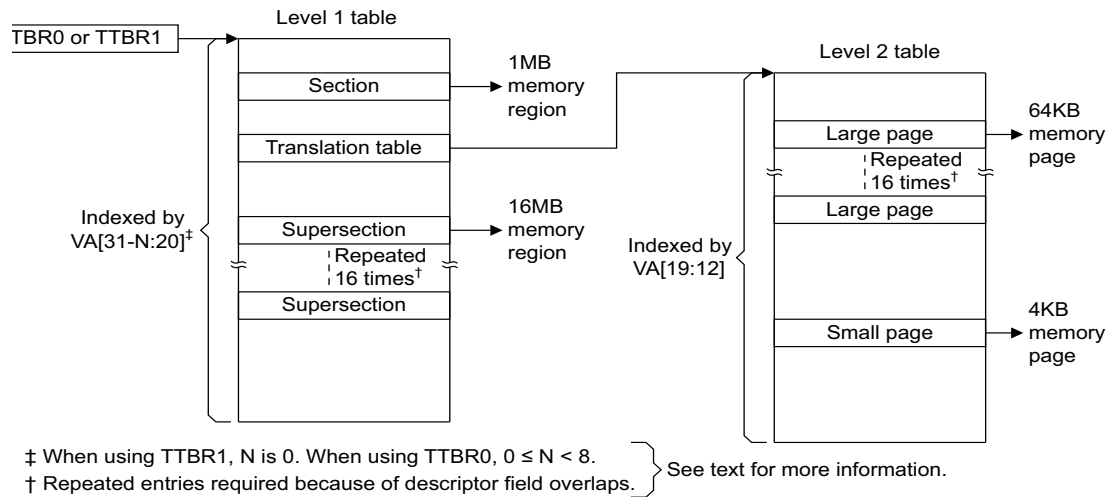 Level 1 table
TBR0 or TTBR1
Level 2 table
Section
1MB
memory
region
Translation table
Large page
64KB
memory
page
Repeated
16 times†
Large page
Indexed by
VA[31-N:20]‡
Supersection
16MB
memory
region
Repeated
16 times†
Supersection
Indexed by
VA[19:12]
Small page
4KB
memory
page
‡ When using TTBR1, N is 0. When using TTBR0, 0 ≤ N < 8.
† Repeated entries required because of descriptor field overlaps.
See text for more information.